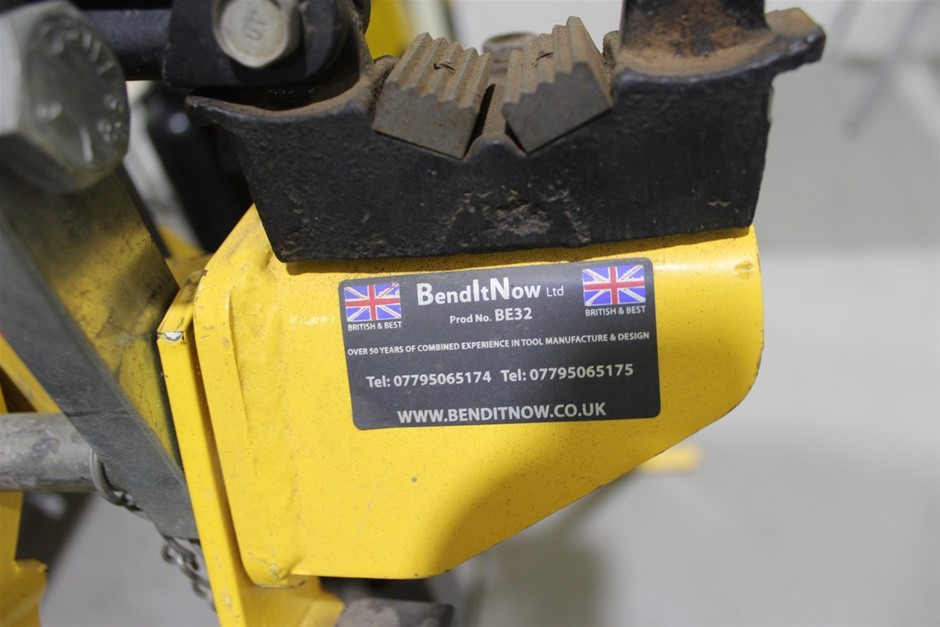 BendItNow Ltd
Prod No. BE32
BRITISH & BEST
BRITISH & BEST
OVER 50 YEARS OF COMBINED EXPERIENCE IN TOOL MANUFACTURE & DESIGN
Tel: 07795065174 Tel: 07795065175
WWW.BENDITNOW.CO.UK